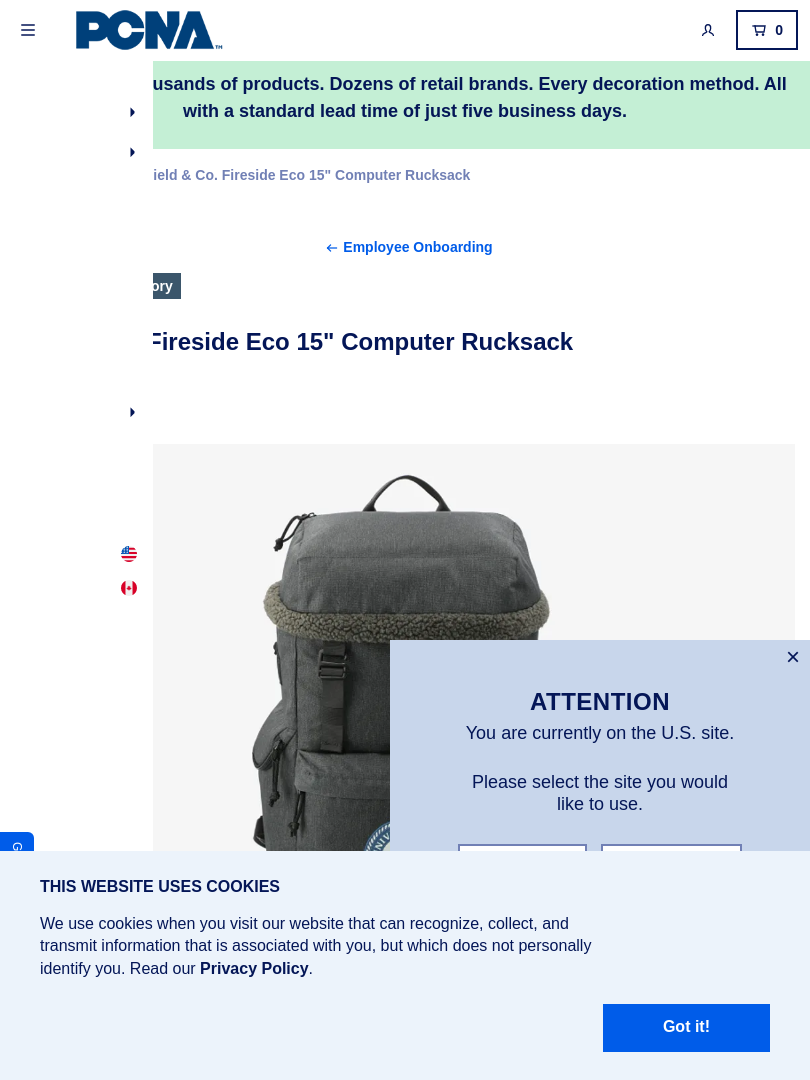 PCNA
TM
0
usands of products. Dozens of retail brands. Every decoration method. All
with a standard lead time of just five business days.
ield & Co. Fireside Eco 15" Computer Rucksack
← Employee Onboarding
ory
Fireside Eco 15" Computer Rucksack
ATTENTION
You are currently on the U.S. site.
Please select the site you would
like to use.
G
THIS WEBSITE USES COOKIES
We use cookies when you visit our website that can recognize, collect, and
transmit information that is associated with you, but which does not personally
identify you. Read our Privacy Policy.
Got it!